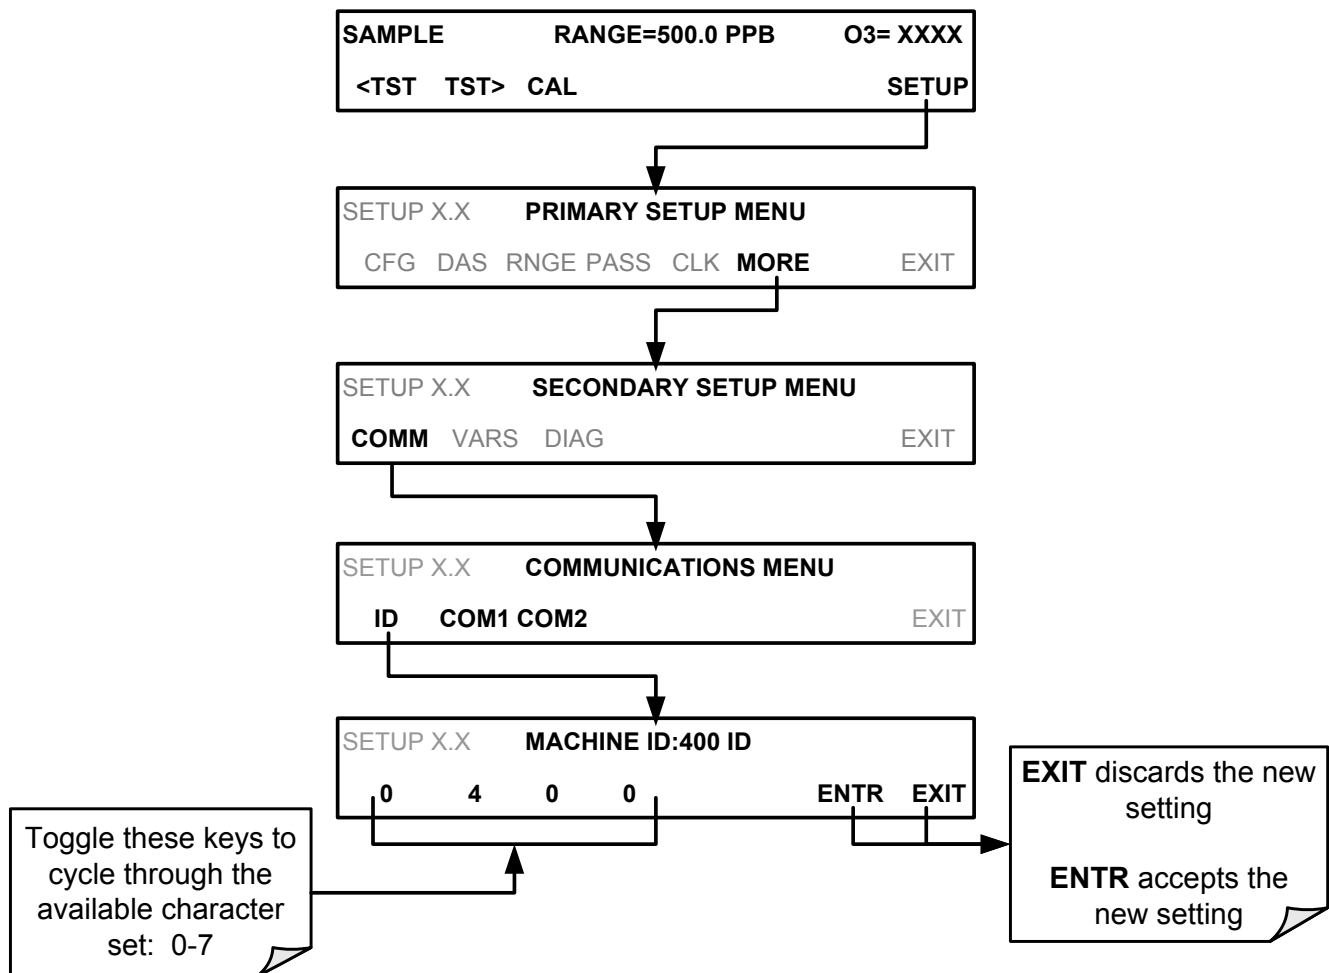 SAMPLE RANGE=500.0 PPB O3= XXXX
<TST TST> CAL SETUP
SETUP X.X PRIMARY SETUP MENU
CFG DAS RNGE PASS CLK MORE EXIT
SETUP X.X SECONDARY SETUP MENU
COMM VARS DIAG EXIT
SETUP X.X COMMUNICATIONS MENU
ID COM1 COM2 EXIT
SETUP X.X MACHINE ID:400 ID
0 4 0 0 ENTR EXIT
Toggle these keys to
cycle through the
available character
set: 0-7
EXIT discards the new
setting
ENTR accepts the
new setting